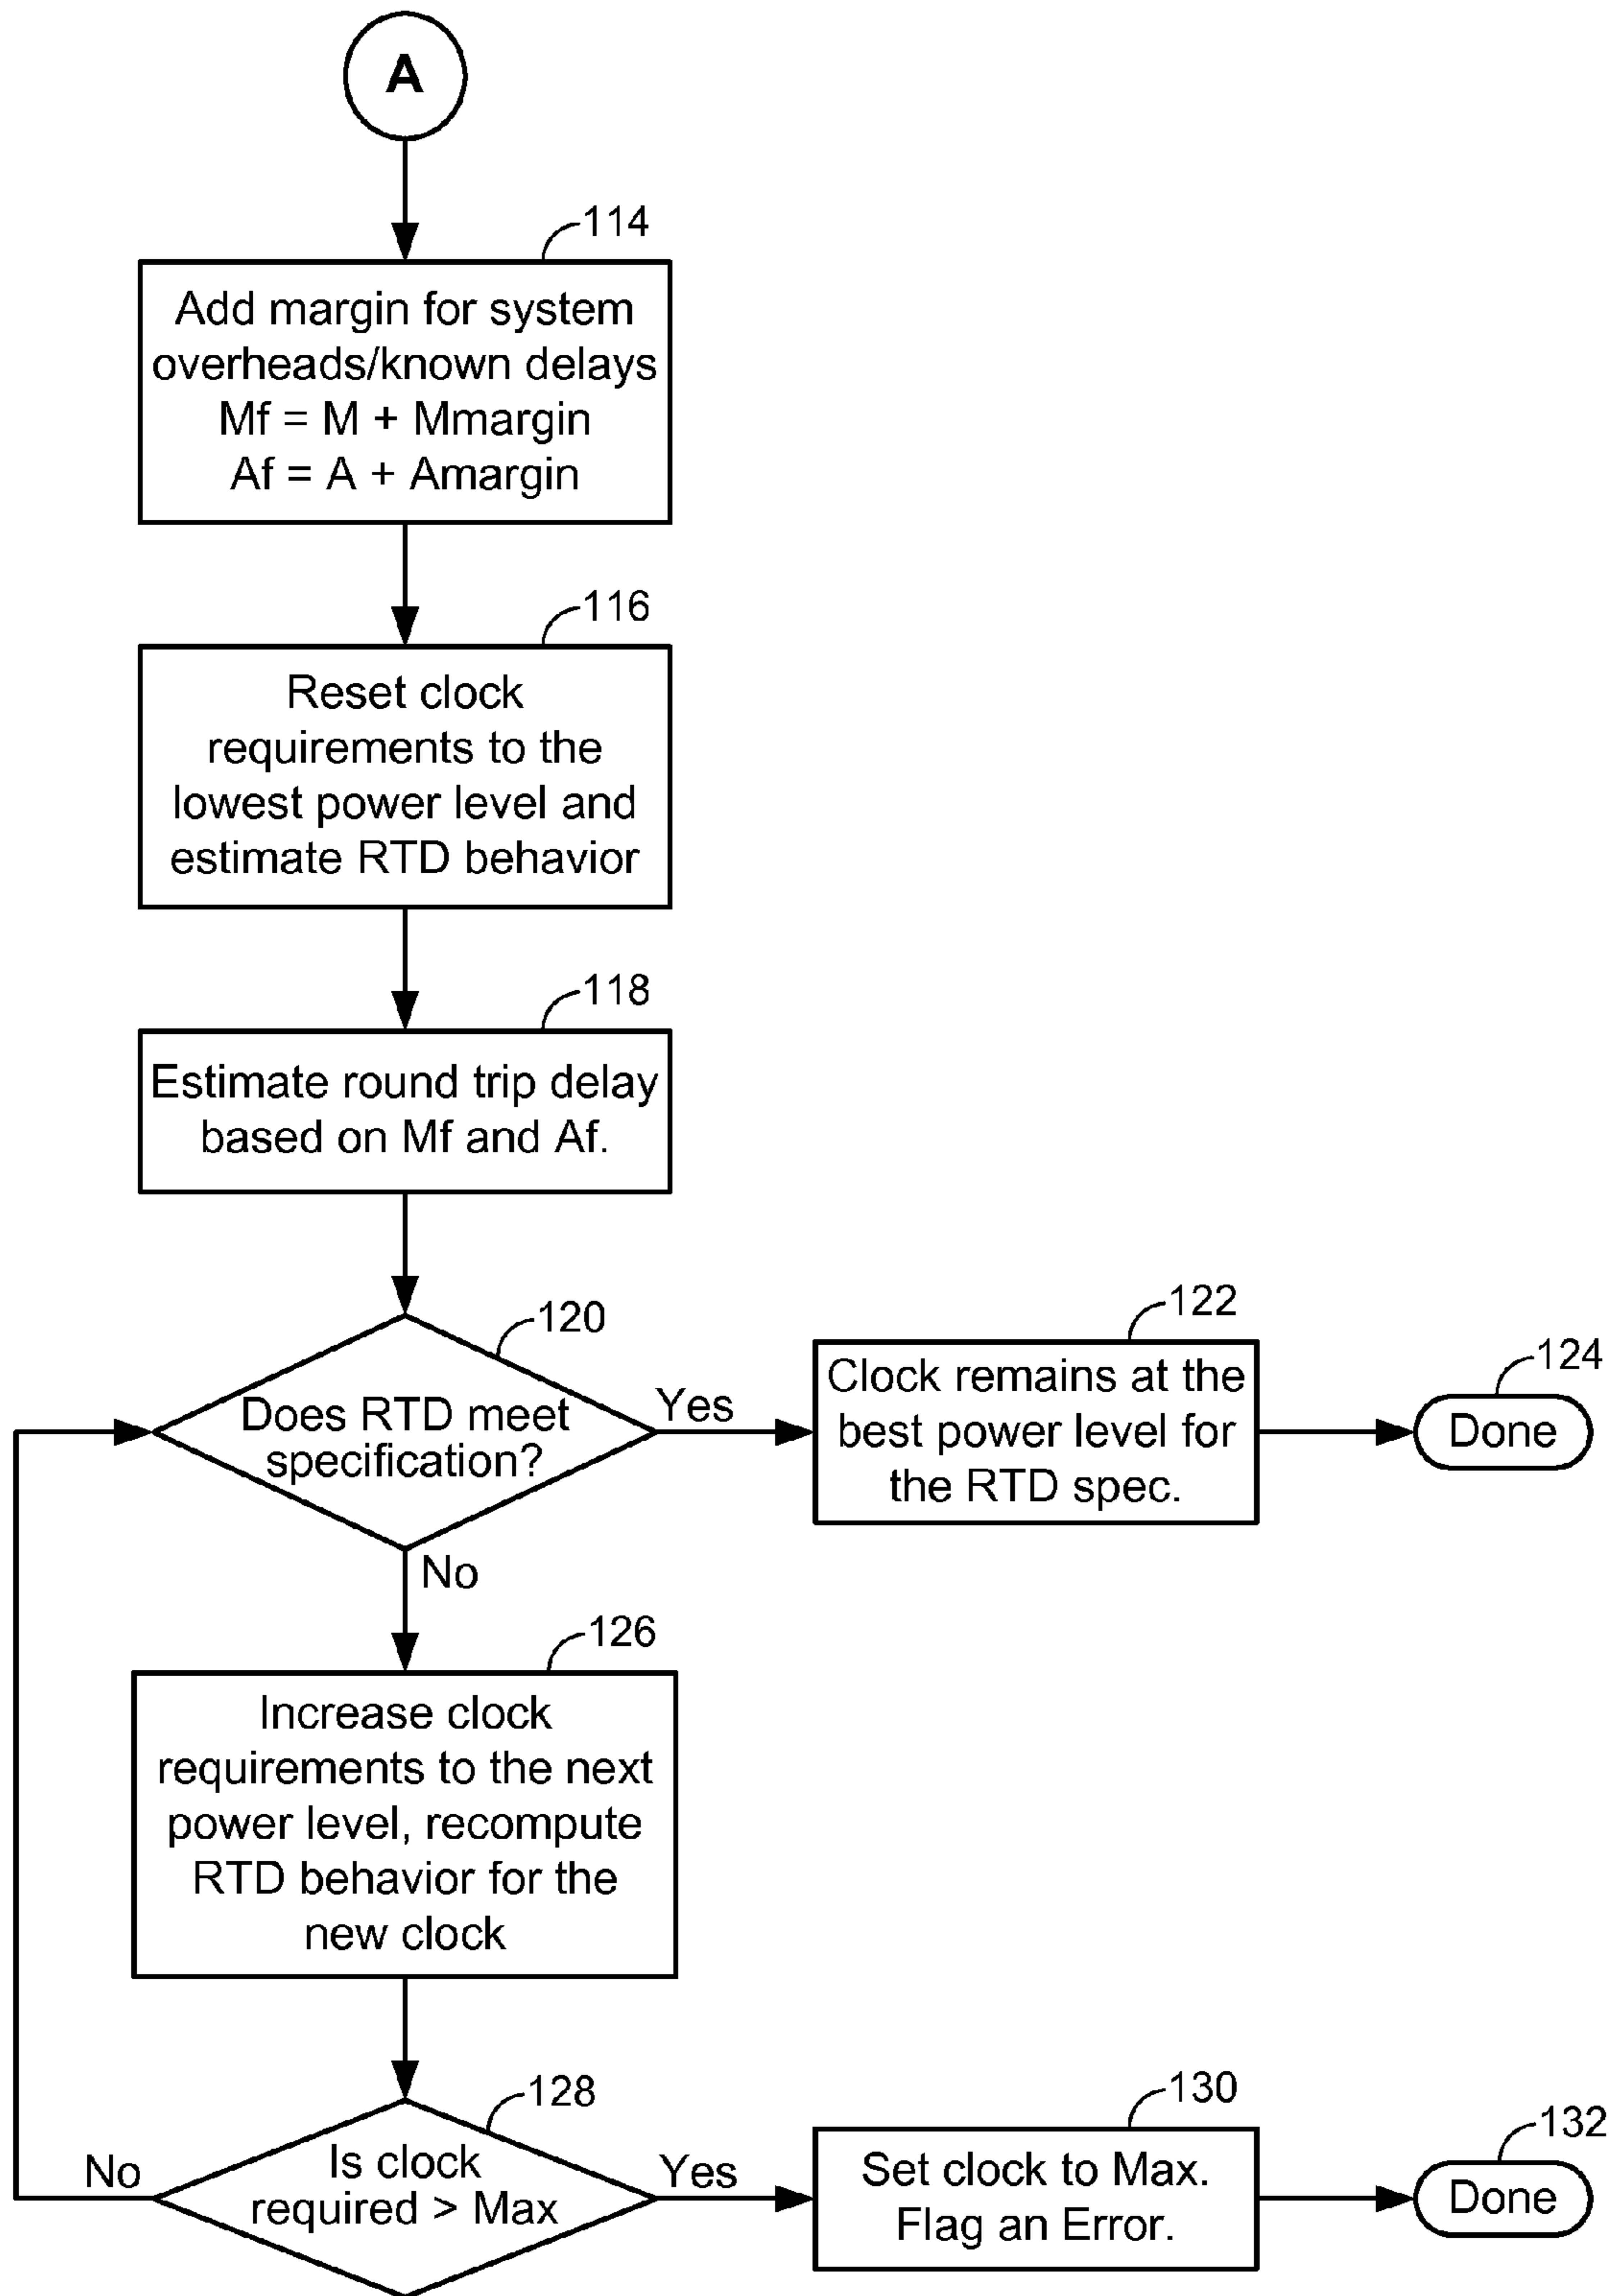 A
114
Add margin for system
overheads/known delays
Mf = M + Mmargin
Af = A + Amargin
116
Reset clock
requirements to the
lowest power level and
estimate RTD behavior
118
Estimate round trip delay
based on Mf and Af.
120
Does RTD meet
specification?
Yes
122
Clock remains at the
best power level for
the RTD spec.
124
Done
No
126
Increase clock
requirements to the next
power level, recompute
RTD behavior for the
new clock
128
Is clock
required > Max
No
Yes
130
Set clock to Max.
Flag an Error.
132
Done